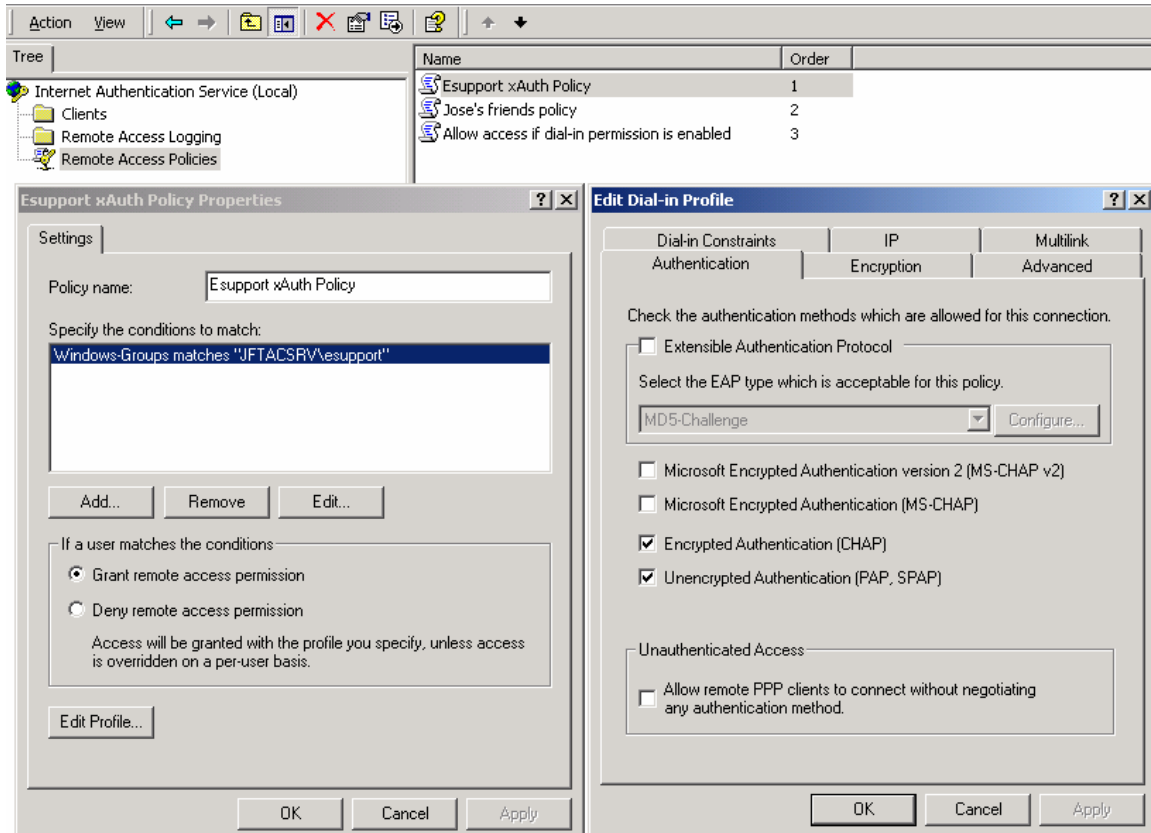 Action View
Tree
Name Order
Internet Authentication Service (Local)
Clients
Remote Access Logging
Remote Access Policies
Esupport xAuth Policy 1
Jose's friends policy 2
Allow access if dial-in permission is enabled 3
Esupport xAuth Policy Properties
Settings
Policy name: Esupport xAuth Policy
Specify the conditions to match:
Windows-Groups matches "JFTACSRV\esupport"
Add... Remove Edit...
If a user matches the conditions
Grant remote access permission
Deny remote access permission
Access will be granted with the profile you specify, unless access
is overridden on a per-user basis.
Edit Profile...
OK Cancel Apply
Edit Dial-in Profile
Dial-in Constraints IP Multilink
Authentication Encryption Advanced
Check the authentication methods which are allowed for this connection.
Extensible Authentication Protocol
Select the EAP type which is acceptable for this policy.
MD5-Challenge Configure...
Microsoft Encrypted Authentication version 2 (MS-CHAP v2)
Microsoft Encrypted Authentication (MS-CHAP)
Encrypted Authentication (CHAP)
Unencrypted Authentication (PAP, SPAP)
Unauthenticated Access
Allow remote PPP clients to connect without negotiating
any authentication method.
OK Cancel Apply